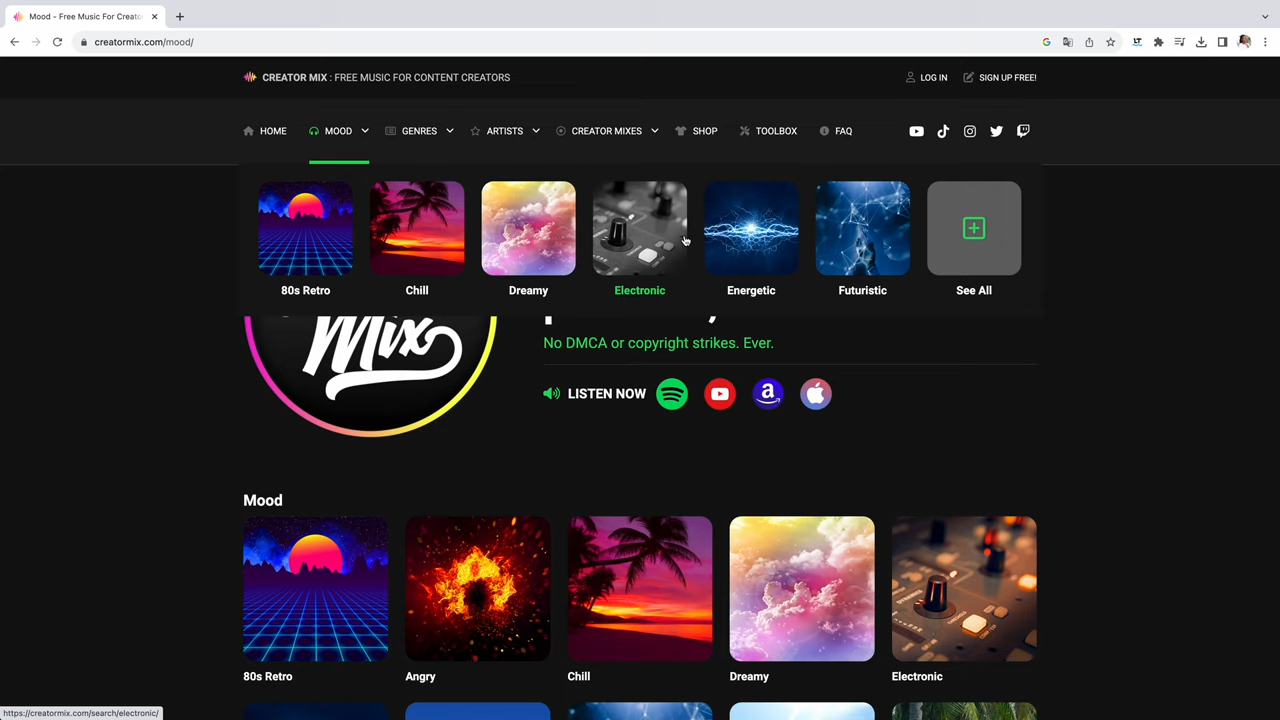 Mood - Free Music For Creato
creatormix.com/mood/
CREATOR MIX : FREE MUSIC FOR CONTENT CREATORS
LOG IN
SIGN UP FREE!
HOME
MOOD
GENRES
ARTISTS
CREATOR MIXES
SHOP
TOOLBOX
FAQ
80s Retro
Chill
Dreamy
Electronic
Energetic
Futuristic
See All
Mix
No DMCA or copyright strikes. Ever.
LISTEN NOW
Mood
80s Retro
Angry
Chill
Dreamy
Electronic
https://creatormix.com/search/electronic/